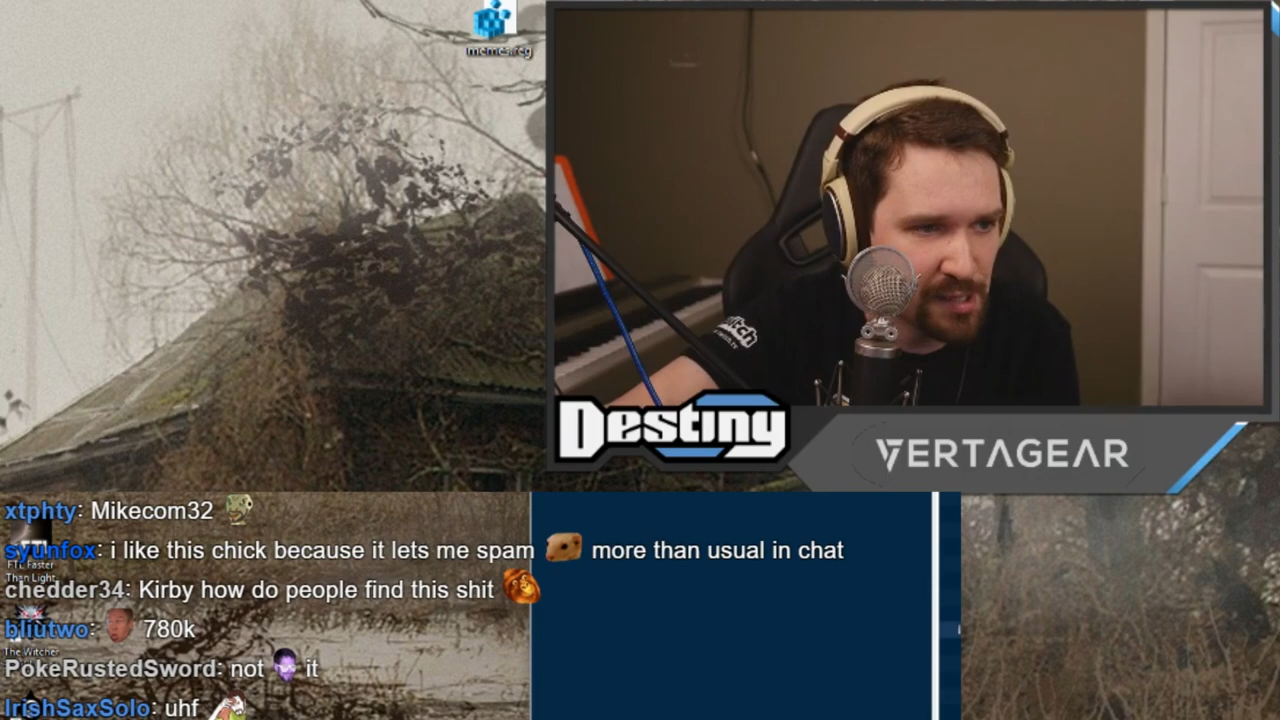 memes.reg
twitch
Destiny
VERTAGEAR
xtphty: Mikecom32
syunfox: i like this chick because it lets me spam more than usual in chat
FTL Faster
Than Light
chedder34: Kirby how do people find this shit
bliutwo: 780k
The Witcher
PokeRustedSword: not it
IrishSaxSolo: uhf